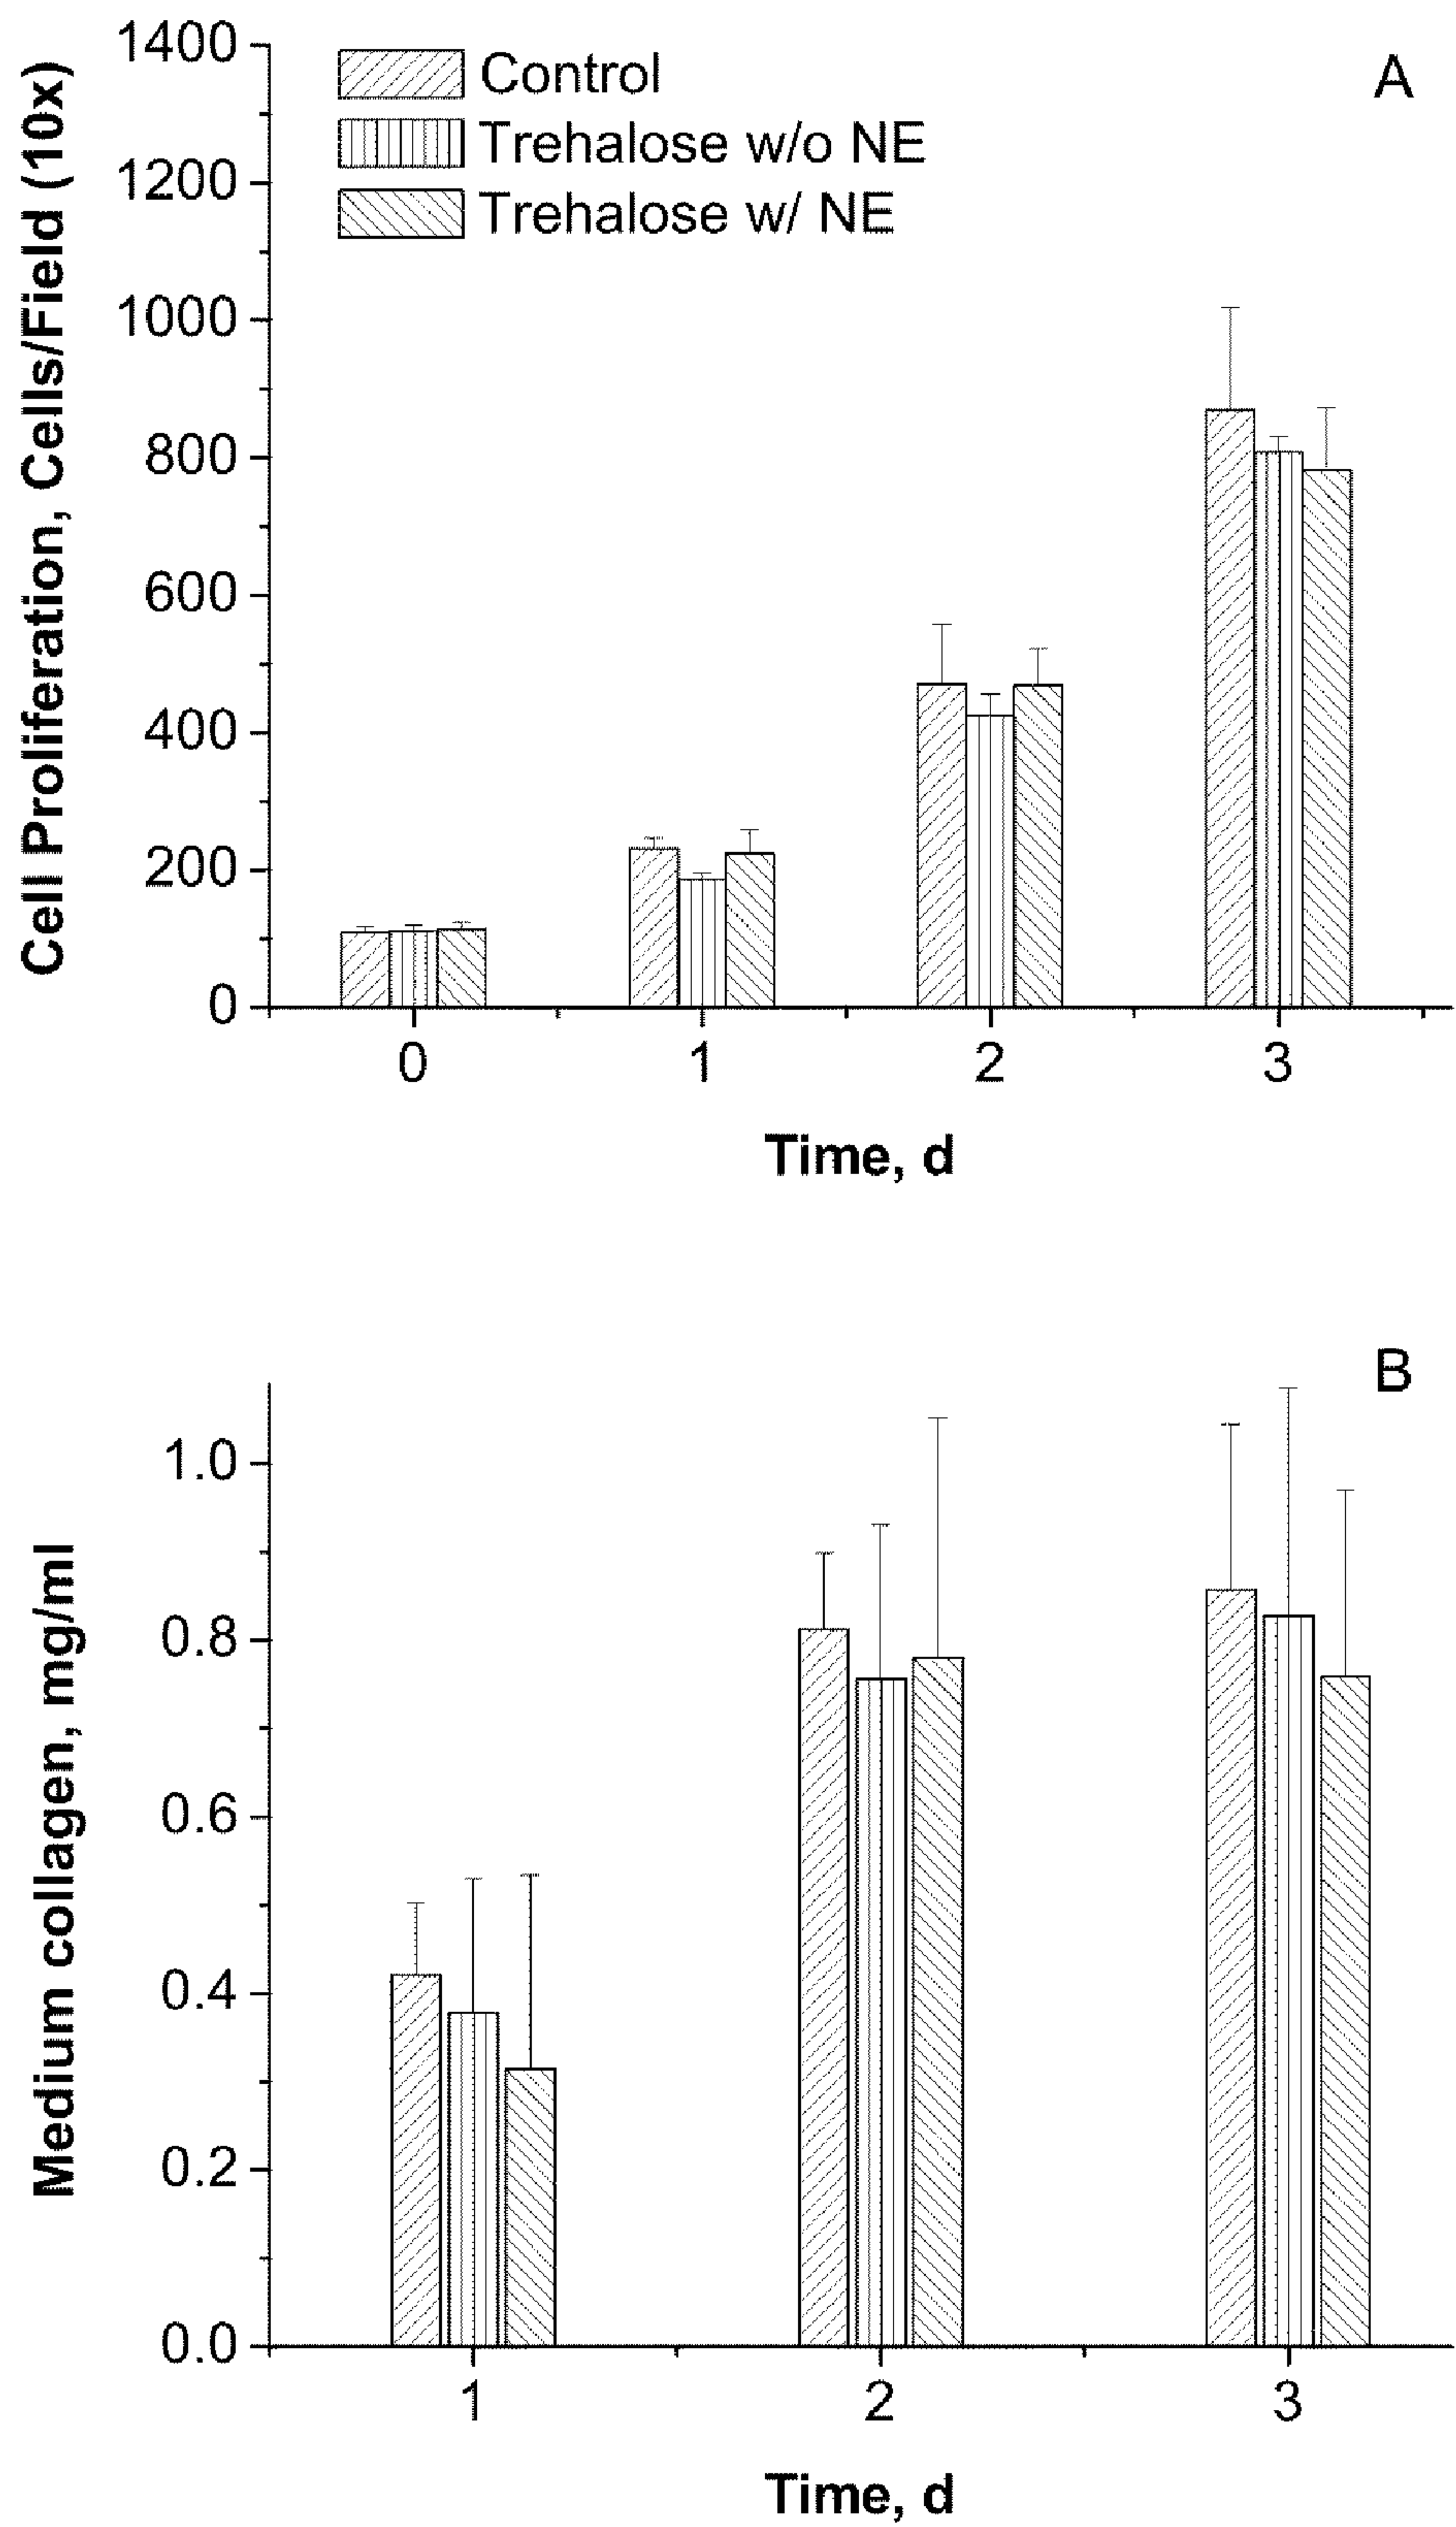 A
Control
Trehalose w/o NE
Trehalose w/ NE
Cell Proliferation, Cells/Field (10x)
1400
1200
1000
800
600
400
200
0
0 1 2 3
Time, d
B
Medium collagen, mg/ml
1.0
0.8
0.6
0.4
0.2
0.0
1 2 3
Time, d